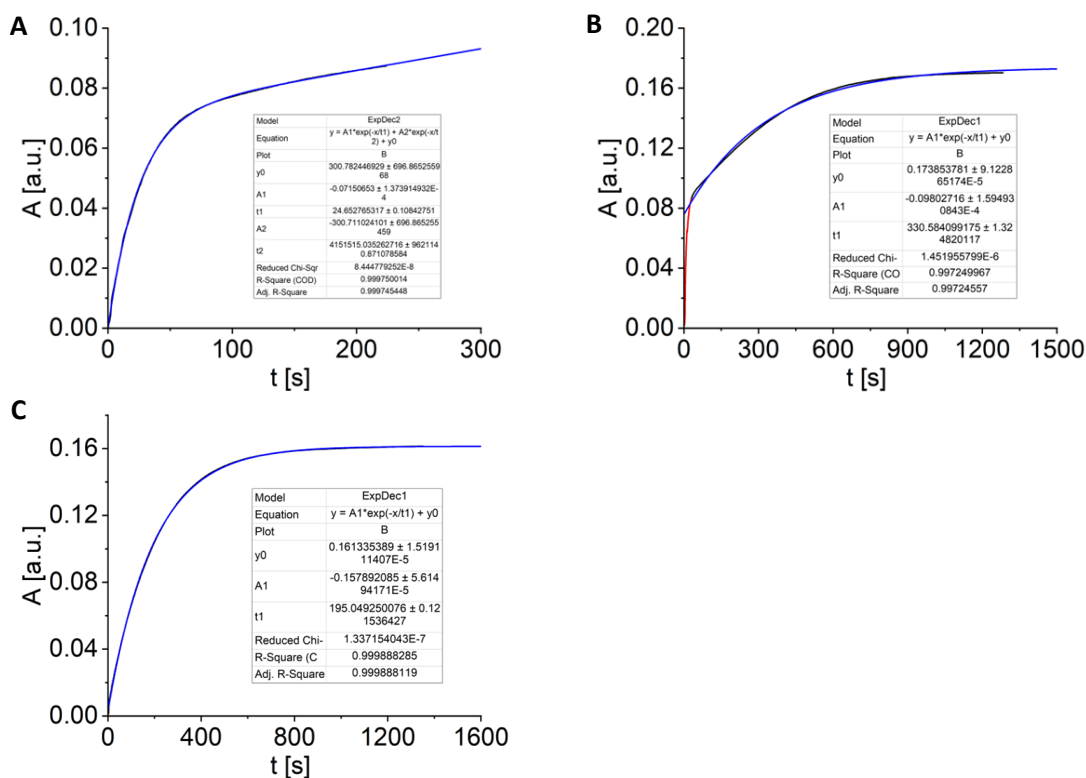 A
A [a.u.]
0.10
0.08
0.06
0.04
0.02
0.00
0
100
200
300
t [s]
Model ExpDec2
Equation y = A1*exp(-x/t1) + A2*exp(-x/t
2) + y0
Plot B
y0 300.782446929 ± 696.8652559
68
A1 -0.07150653 ± 1.373914932E-
4
t1 24.652765317 ± 0.10842751
A2 -300.711024101 ± 696.865255
459
t2 4151515.035262716 ± 962114
0.871078584
Reduced Chi-Sqr 8.444779252E-8
R-Square (COD) 0.999750014
Adj. R-Square 0.999745448
B
A [a.u.]
0.20
0.16
0.12
0.08
0.04
0.00
0
300
600
900
1200
1500
t [s]
Model ExpDec1
Equation y = A1*exp(-x/t1) + y0
Plot B
y0 0.173853781 ± 9.1228
65174E-5
A1 -0.09802716 ± 1.59493
0843E-4
t1 330.584099175 ± 1.32
4820117
Reduced Chi- 1.451955799E-6
R-Square (CO 0.997249967
Adj. R-Square 0.99724557
C
A [a.u.]
0.16
0.12
0.08
0.04
0.00
0
400
800
1200
1600
t [s]
Model ExpDec1
Equation y = A1*exp(-x/t1) + y0
Plot B
y0 0.161335389 ± 1.5191
11407E-5
A1 -0.157892085 ± 5.614
94171E-5
t1 195.049250076 ± 0.12
1536427
Reduced Chi- 1.337154043E-7
R-Square (C 0.999888285
Adj. R-Square 0.999888119